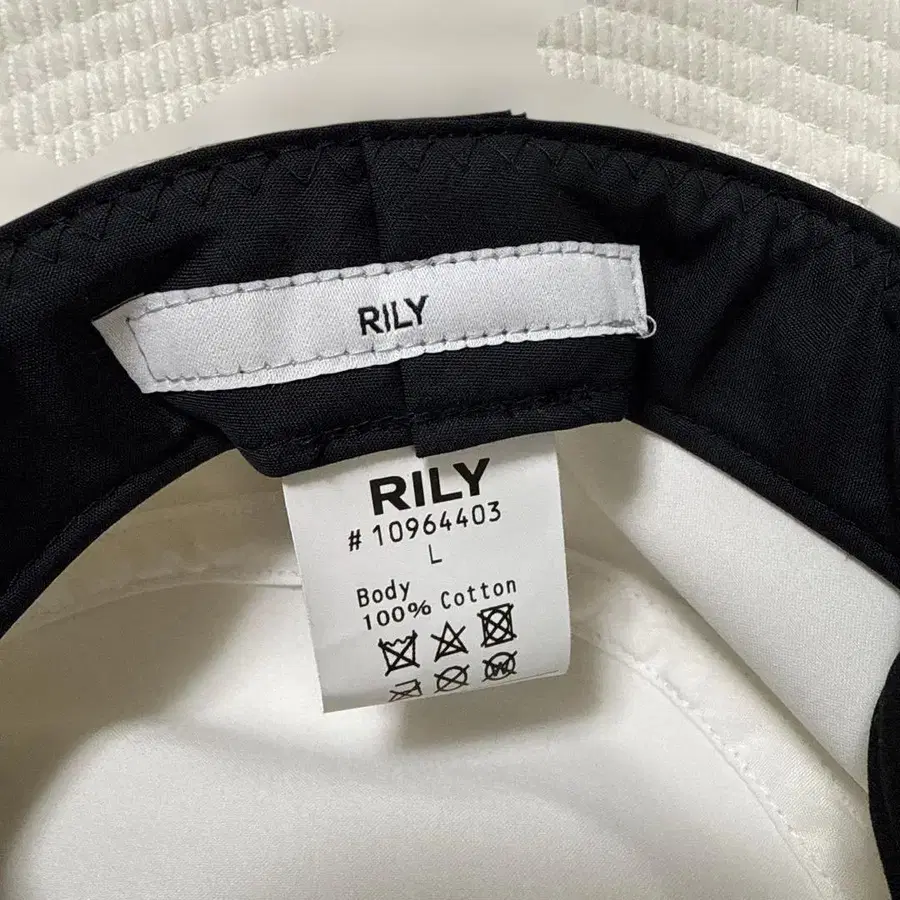 RILY
RILY
#10964403
L
Body
100% Cotton
W